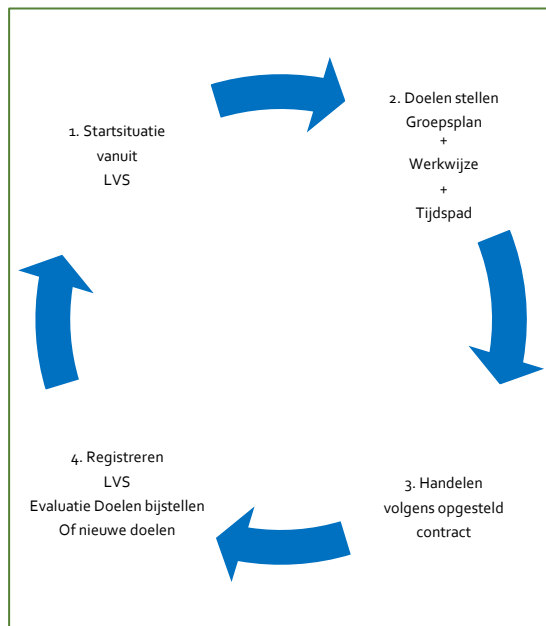 1. Startsituatie
vanuit
LVS
2. Doelen stellen
Groepsplan
+
Werkwijze
+
Tijdspad
3. Handelen
volgens opgesteld
contract
4. Registreren
LVS
Evaluatie Doelen bijstellen
Of nieuwe doelen